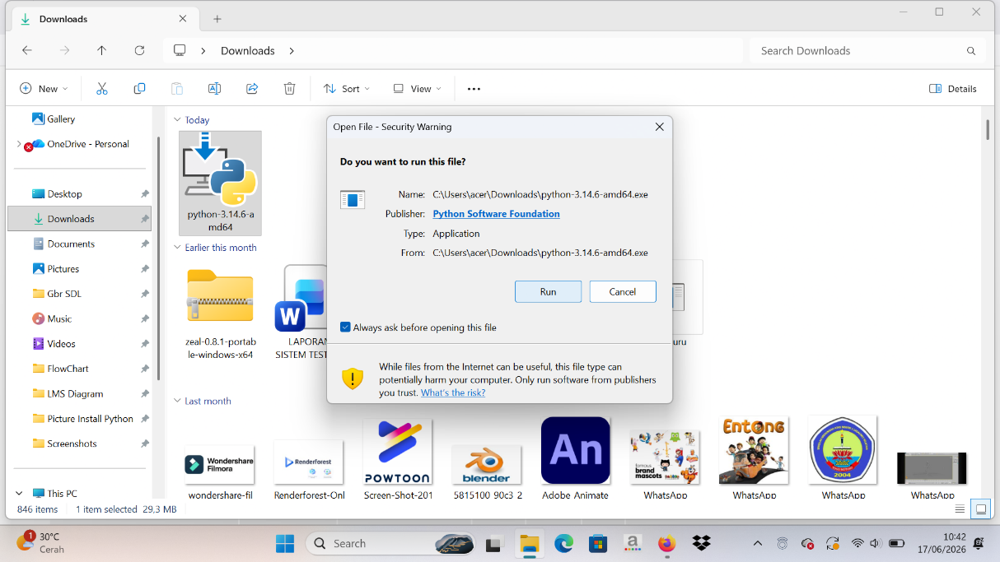 Downloads
Downloads
Search Downloads
New
Sort
View
Details
Gallery
OneDrive - Personal
Desktop
Downloads
Documents
Pictures
Gbr SDL
Music
Videos
FlowChart
LMS Diagram
Picture Install Python
Screenshots
This PC
Today
python-3.14.6-a
md64
Earlier this month
zeal-0.8.1-portab
le-windows-x64
W
LAPORAN
SISTEM TEST
uru
Open File - Security Warning
Do you want to run this file?
Name: C:\Users\acer\Downloads\python-3.14.6-amd64.exe
Publisher: Python Software Foundation
Type: Application
From: C:\Users\acer\Downloads\python-3.14.6-amd64.exe
Run
Cancel
Always ask before opening this file
While files from the Internet can be useful, this file type can
potentially harm your computer. Only run software from publishers
you trust. What's the risk?
Last month
Wondershare
Filmora
wondershare-fil
Renderforest
Renderforest-Onl
POWTOON
Screen-Shot-201
blender
5815100_90c3_2
An
Adobe Animate
famous
brand
mascots
WhatsApp
Entong
WhatsApp
2004
WhatsApp
WhatsApp
846 items
1 item selected 29,3 MB
1
30°C
Cerah
Search
a
10:42
17/06/2026